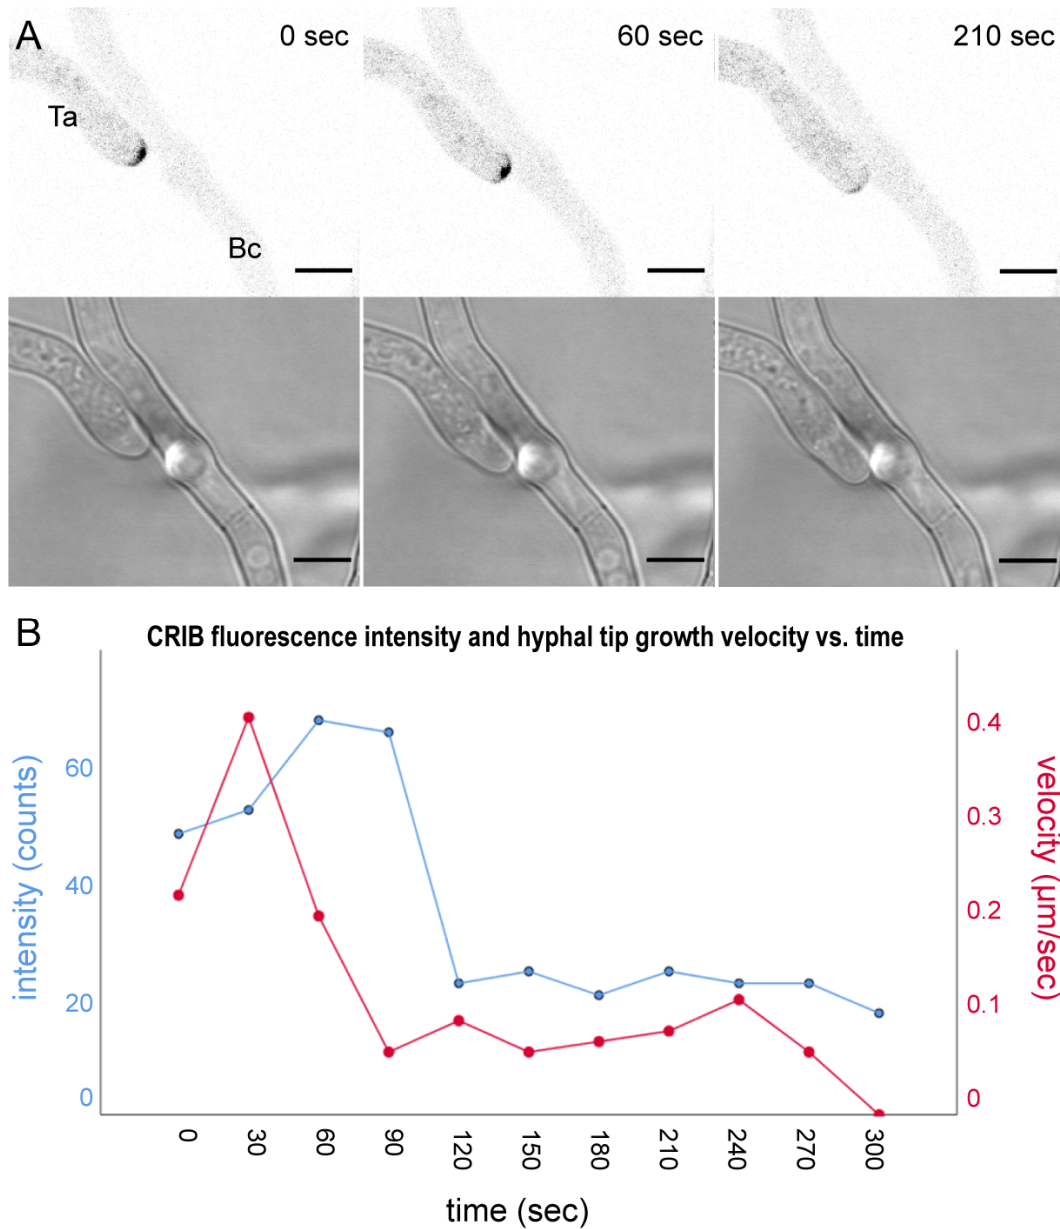 A
0 sec
60 sec
210 sec
Ta
Bc
B
CRIB fluorescence intensity and hyphal tip growth velocity vs. time
intensity (counts)
60
40
20
0
velocity (µm/sec)
0.4
0.3
0.2
0.1
0
0 30 60 90 120 150 180 210 240 270 300
time (sec)